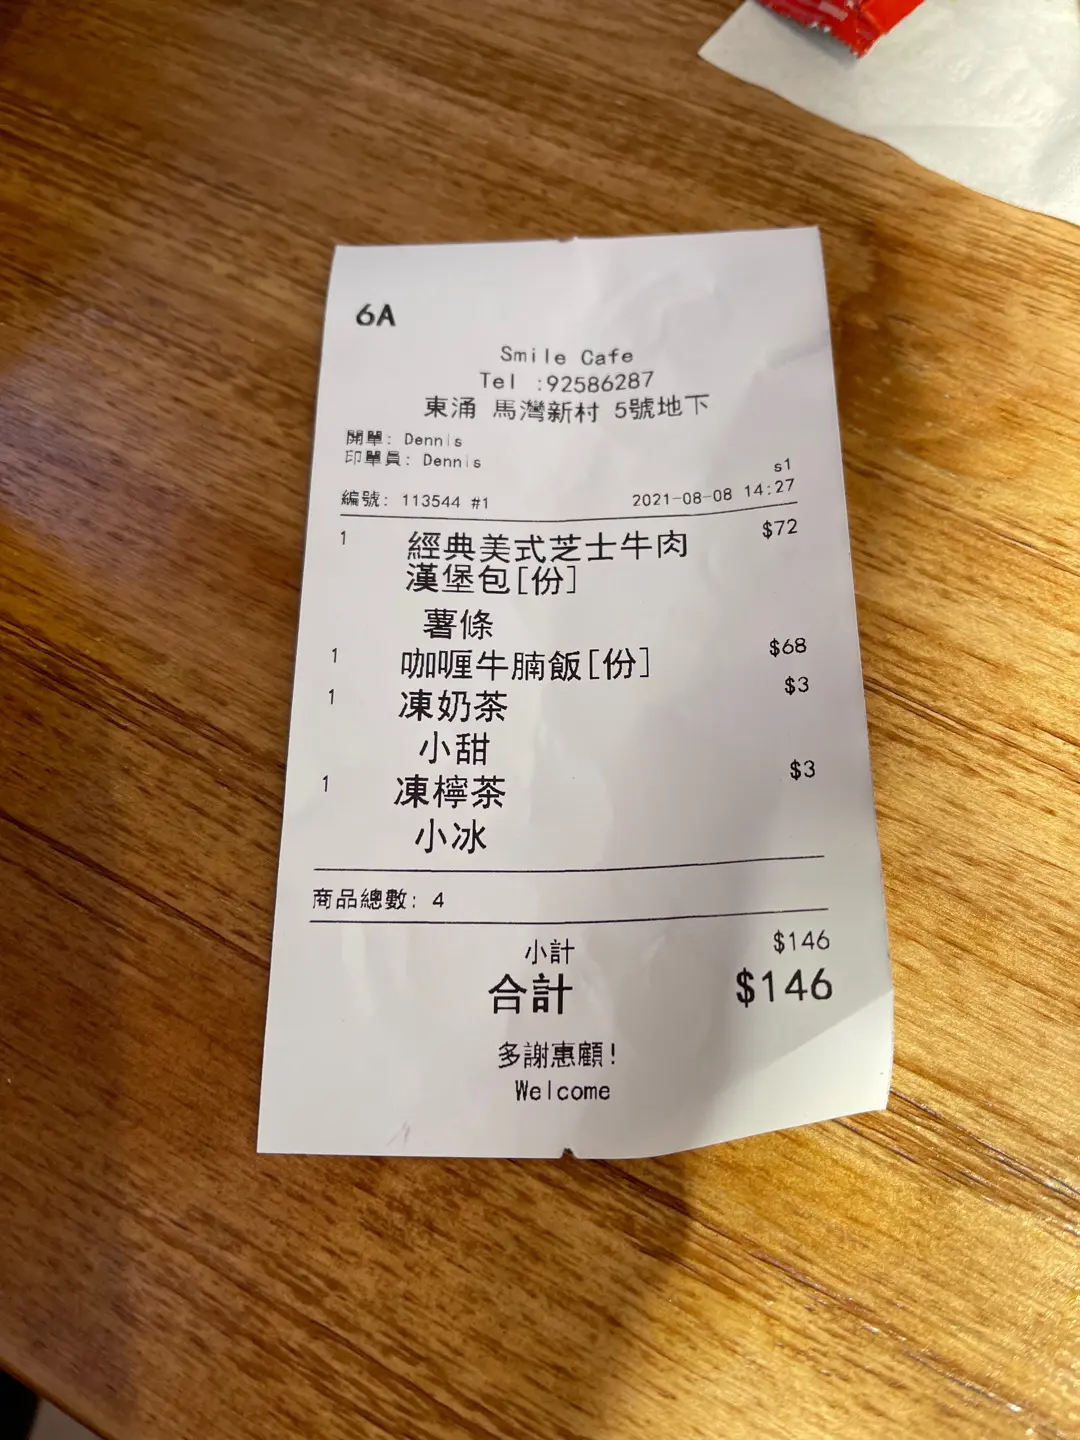 6A
Smile Cafe
Tel :92586287
東涌 馬灣新村 5號地下
開單: Dennis
印單員: Dennis
s1
編號: 113544 #1 2021-08-08 14:27
1 經典美式芝士牛肉 $72
漢堡包[份]
薯條
1 咖喱牛腩飯[份] $68
1 凍奶茶 $3
小甜
1 凍檸茶 $3
小冰
商品總數: 4
小計 $146
合計 $146
多謝惠顧!
Welcome